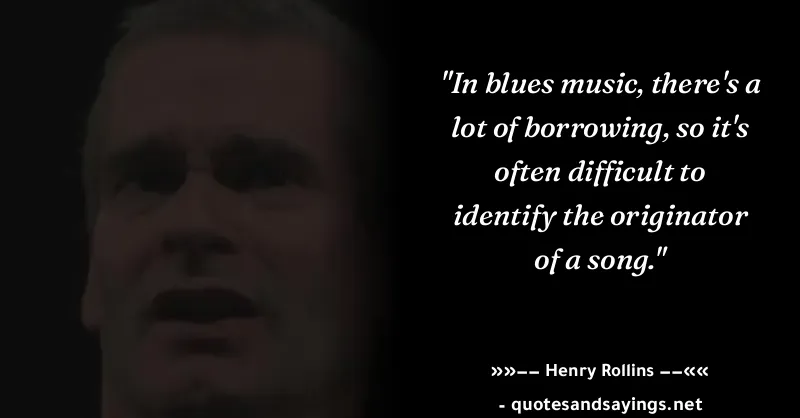 "In blues music, there's a
lot of borrowing, so it's
often difficult to
identify the originator
of a song."
»»–– Henry Rollins ––««
- quotesandsayings.net